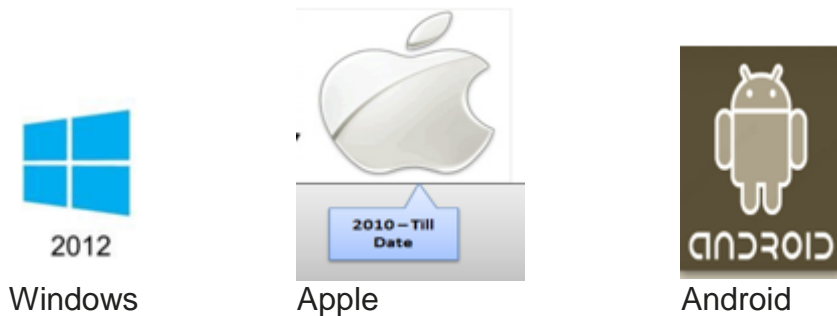 2012
2010 – Till
Date
ANDROID
Windows
Apple
Android